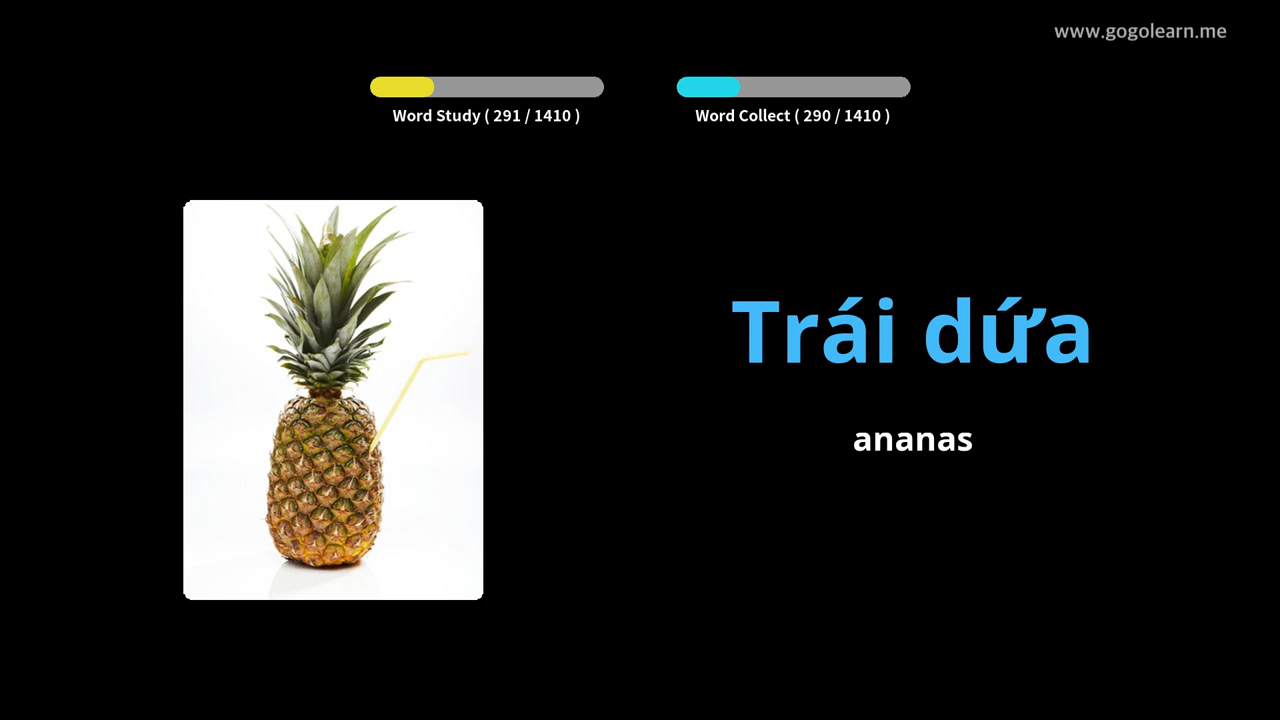 www.gogolearn.me
Word Study ( 291 / 1410 )
Word Collect ( 290 / 1410 )
Trái dứa
ananas